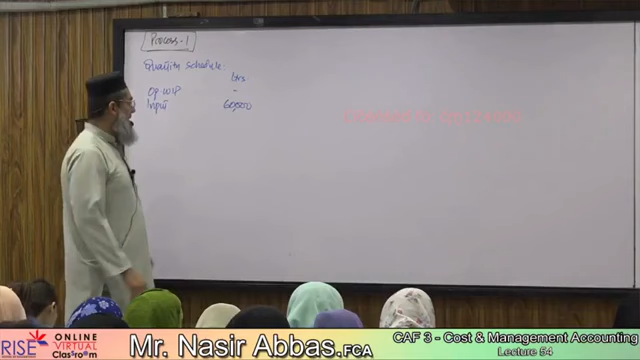 Process-1
Quantity schedule:
ltrs
Op. WIP -
Input 60,000
RISE
ONLINE
VIRTUAL
Classroom
Mr. Nasir Abbas.FCA
CAF 3 - Cost & Management Accounting
Lecture 54